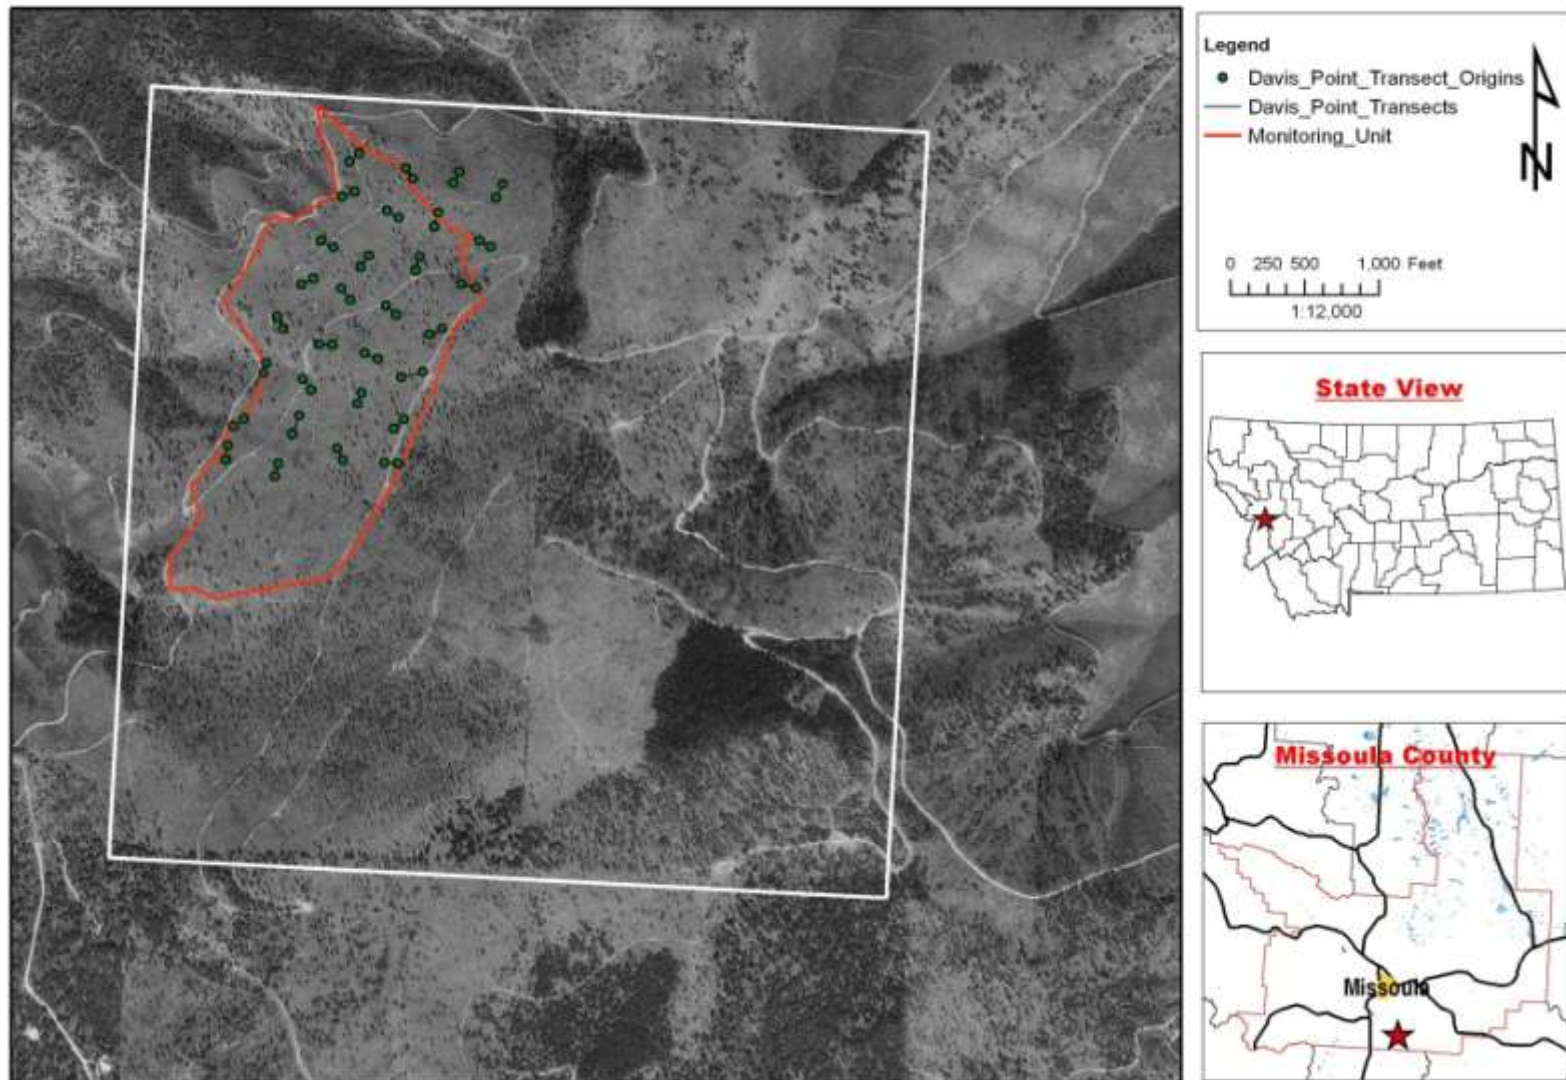 Legend
Davis_Point_Transect_Origins
Davis_Point_Transects
Monitoring_Unit
N
0 250 500 1.000 Feet
1:12,000
State View
Missoula County
Missoula